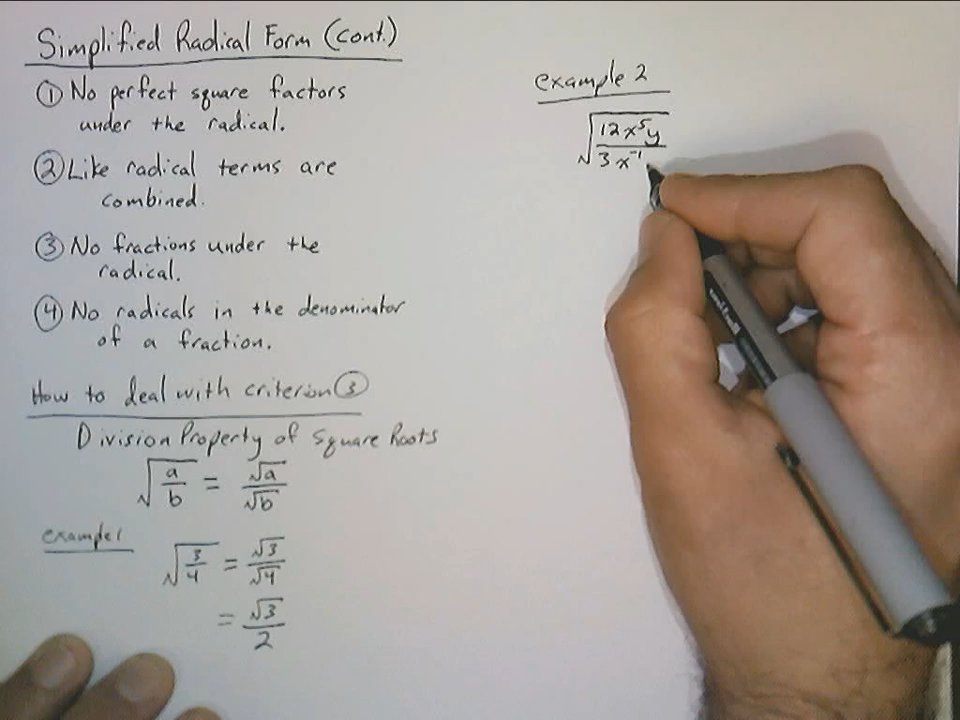 Simplified Radical Form (cont.)
① No perfect square factors
under the radical.
② Like radical terms are
combined.
③ No fractions under the
radical.
④ No radicals in the denominator
of a fraction.
How to deal with criterion ③
Division Property of Square Roots
√(a/b) = √a/√b
example 1
√(3/4) = √3/√4
= √3/2
example 2
√(12x⁵y/3x⁻¹)